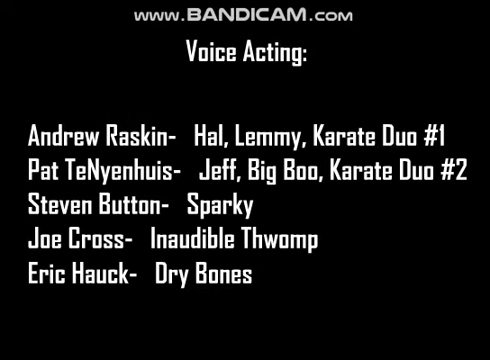 www.BANDICAM.com
Voice Acting:
Andrew Raskin- Hal, Lemmy, Karate Duo #1
Pat TeNyenhuis- Jeff, Big Boo, Karate Duo #2
Steven Button- Sparky
Joe Cross- Inaudible Thwomp
Eric Hauck- Dry Bones